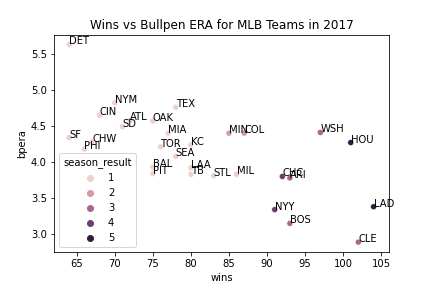 Wins vs Bullpen ERA for MLB Teams in 2017
DET
5.5
NYM
TEX
5.0
CIN
ATL
OAK
SD
4.5
MIA
MIN
COL
WSH
SF
CHW
KC
HOU
TOR
PHI
SEA
bpera
4.0
BAL
LAA
PIT
TB
STL
MIL
CHC
ARI
season_result
1
2
3
4
5
3.5
NYY
LAD
BOS
3.0
CLE
65 70 75 80 85 90 95 100 105
wins